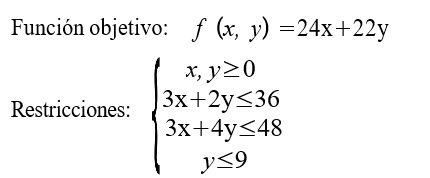 Función objetivo: f (x, y) =24x+22y
x, y≥0
3x+2y≤36
Restricciones:
3x+4y≤48
y≤9